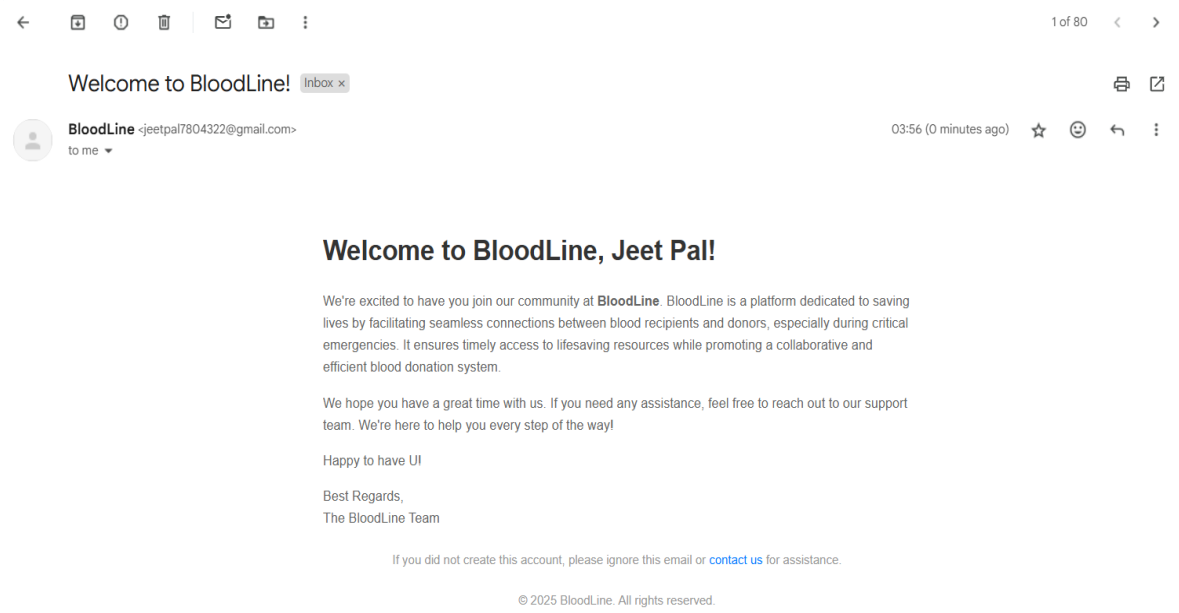 1 of 80
Welcome to BloodLine! Inbox ×
BloodLine <jeetpal7804322@gmail.com>
03:56 (0 minutes ago)
to me
Welcome to BloodLine, Jeet Pal!
We're excited to have you join our community at BloodLine. BloodLine is a platform dedicated to saving
lives by facilitating seamless connections between blood recipients and donors, especially during critical
emergencies. It ensures timely access to lifesaving resources while promoting a collaborative and
efficient blood donation system.
We hope you have a great time with us. If you need any assistance, feel free to reach out to our support
team. We're here to help you every step of the way!
Happy to have U!
Best Regards,
The BloodLine Team
If you did not create this account, please ignore this email or contact us for assistance.
© 2025 BloodLine. All rights reserved.